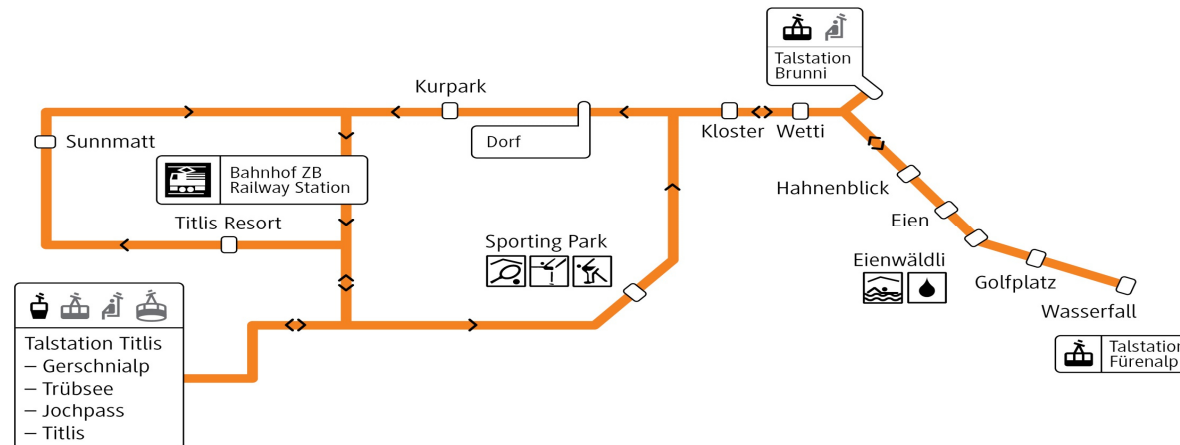 Kurpark
Talstation
Brunni
Sunnmatt
Dorf
Kloster
Wetti
Bahnhof ZB
Railway Station
Hahnenblick
Titlis Resort
Eien
Sporting Park
Eienwäldli
Golfplatz
Wasserfall
Talstation Titlis
– Gerschnialp
– Trübsee
– Jochpass
– Titlis
Talstation
Fürenalp